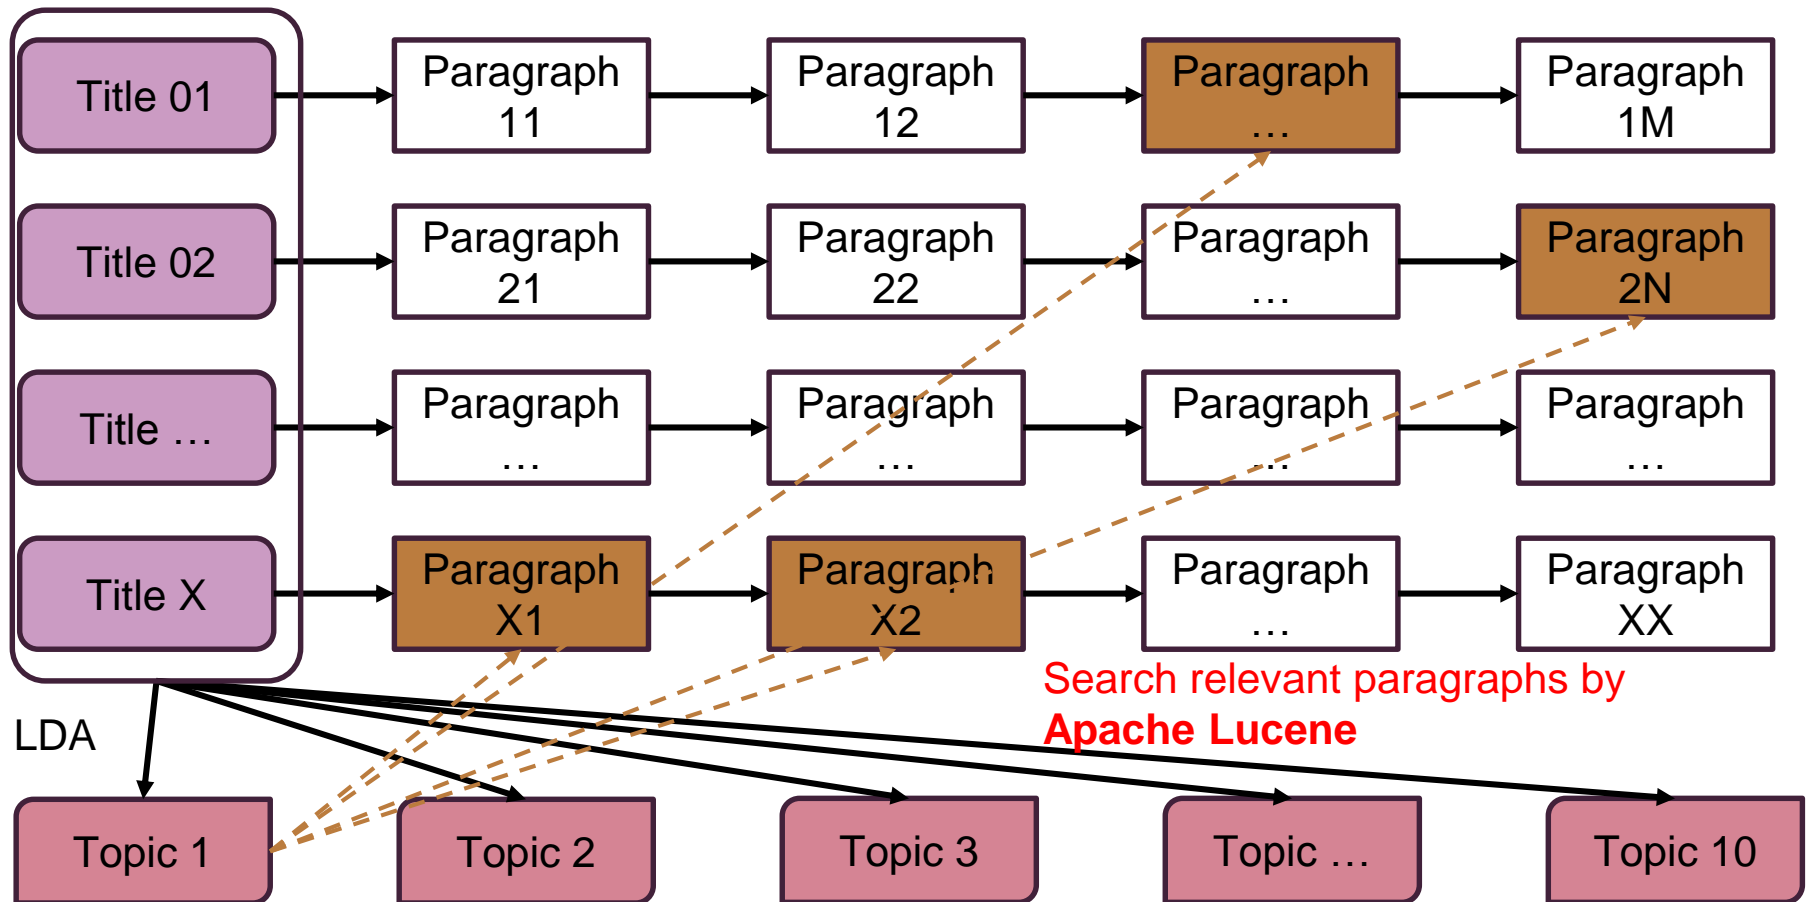 Title 01
Paragraph
11
Paragraph
12
Paragraph
…
Paragraph
1M
Title 02
Paragraph
21
Paragraph
22
Paragraph
…
Paragraph
2N
Title …
Paragraph
…
Paragraph
…
Paragraph
…
Paragraph
…
Title X
Paragraph
X1
Paragraph
X2
Paragraph
…
Paragraph
XX
Search relevant paragraphs by
Apache Lucene
LDA
Topic 1
Topic 2
Topic 3
Topic …
Topic 10